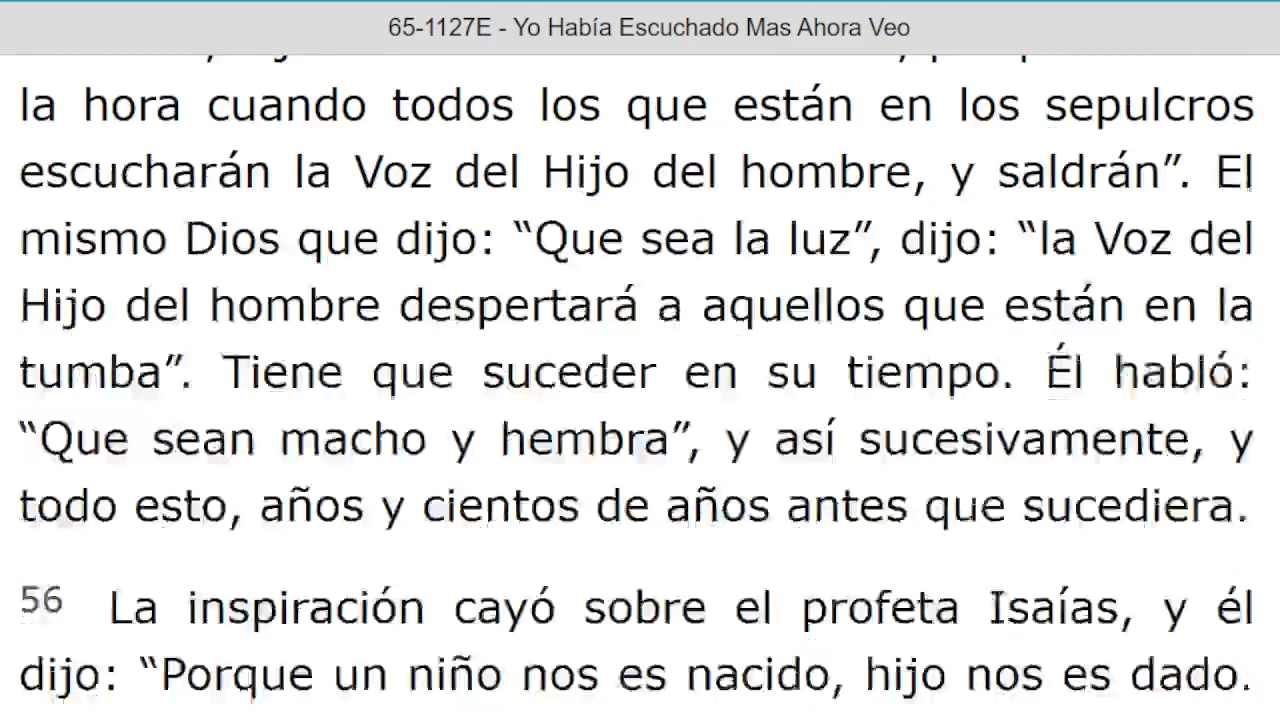 65-1127E - Yo Había Escuchado Mas Ahora Veo
la hora cuando todos los que están en los sepulcros
escucharán la Voz del Hijo del hombre, y saldrán”. El
mismo Dios que dijo: “Que sea la luz”, dijo: “la Voz del
Hijo del hombre despertará a aquellos que están en la
tumba”. Tiene que suceder en su tiempo. Él habló:
“Que sean macho y hembra”, y así sucesivamente, y
todo esto, años y cientos de años antes que sucediera.
56 La inspiración cayó sobre el profeta Isaías, y él
dijo: “Porque un niño nos es nacido, hijo nos es dado.